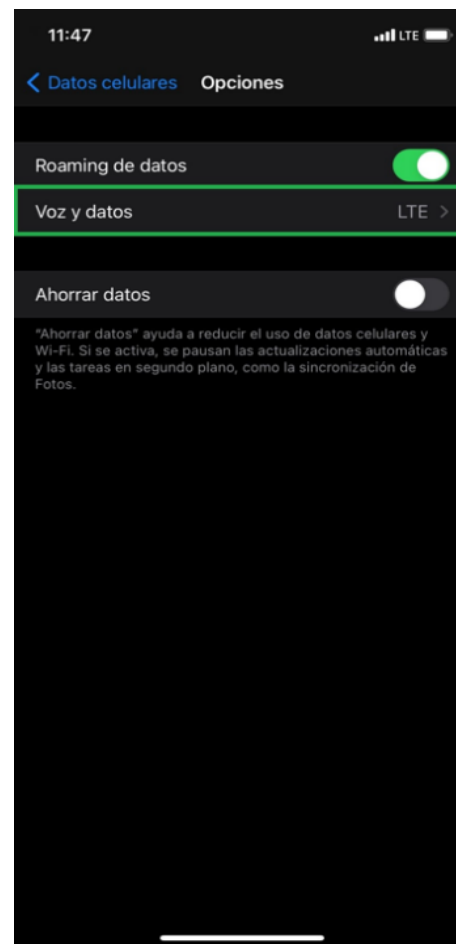 11:47 LTE
Datos celulares Opciones
Roaming de datos
Voz y datos LTE
Ahorrar datos
"Ahorrar datos" ayuda a reducir el uso de datos celulares y
Wi-Fi. Si se activa, se pausan las actualizaciones automáticas
y las tareas en segundo plano, como la sincronización de
Fotos.